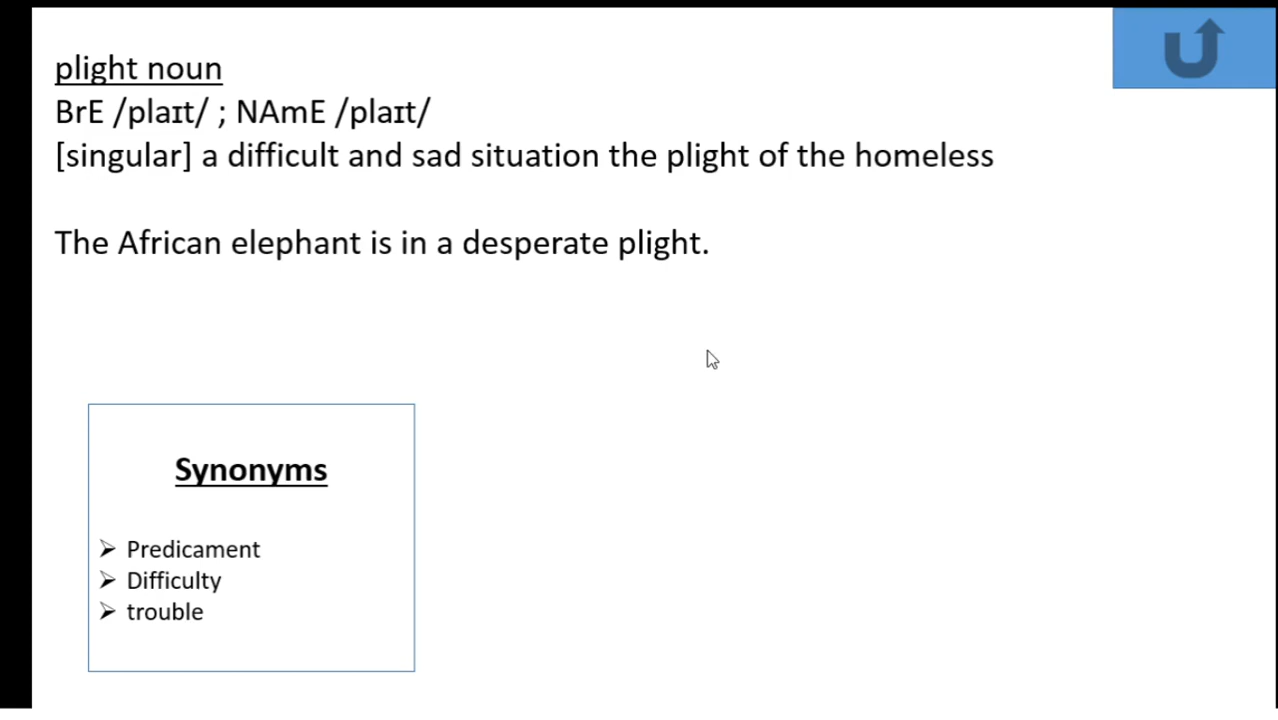 plight noun
BrE /plaɪt/ ; NAmE /plaɪt/
[singular] a difficult and sad situation the plight of the homeless
The African elephant is in a desperate plight.
Synonyms
➢ Predicament
➢ Difficulty
➢ trouble